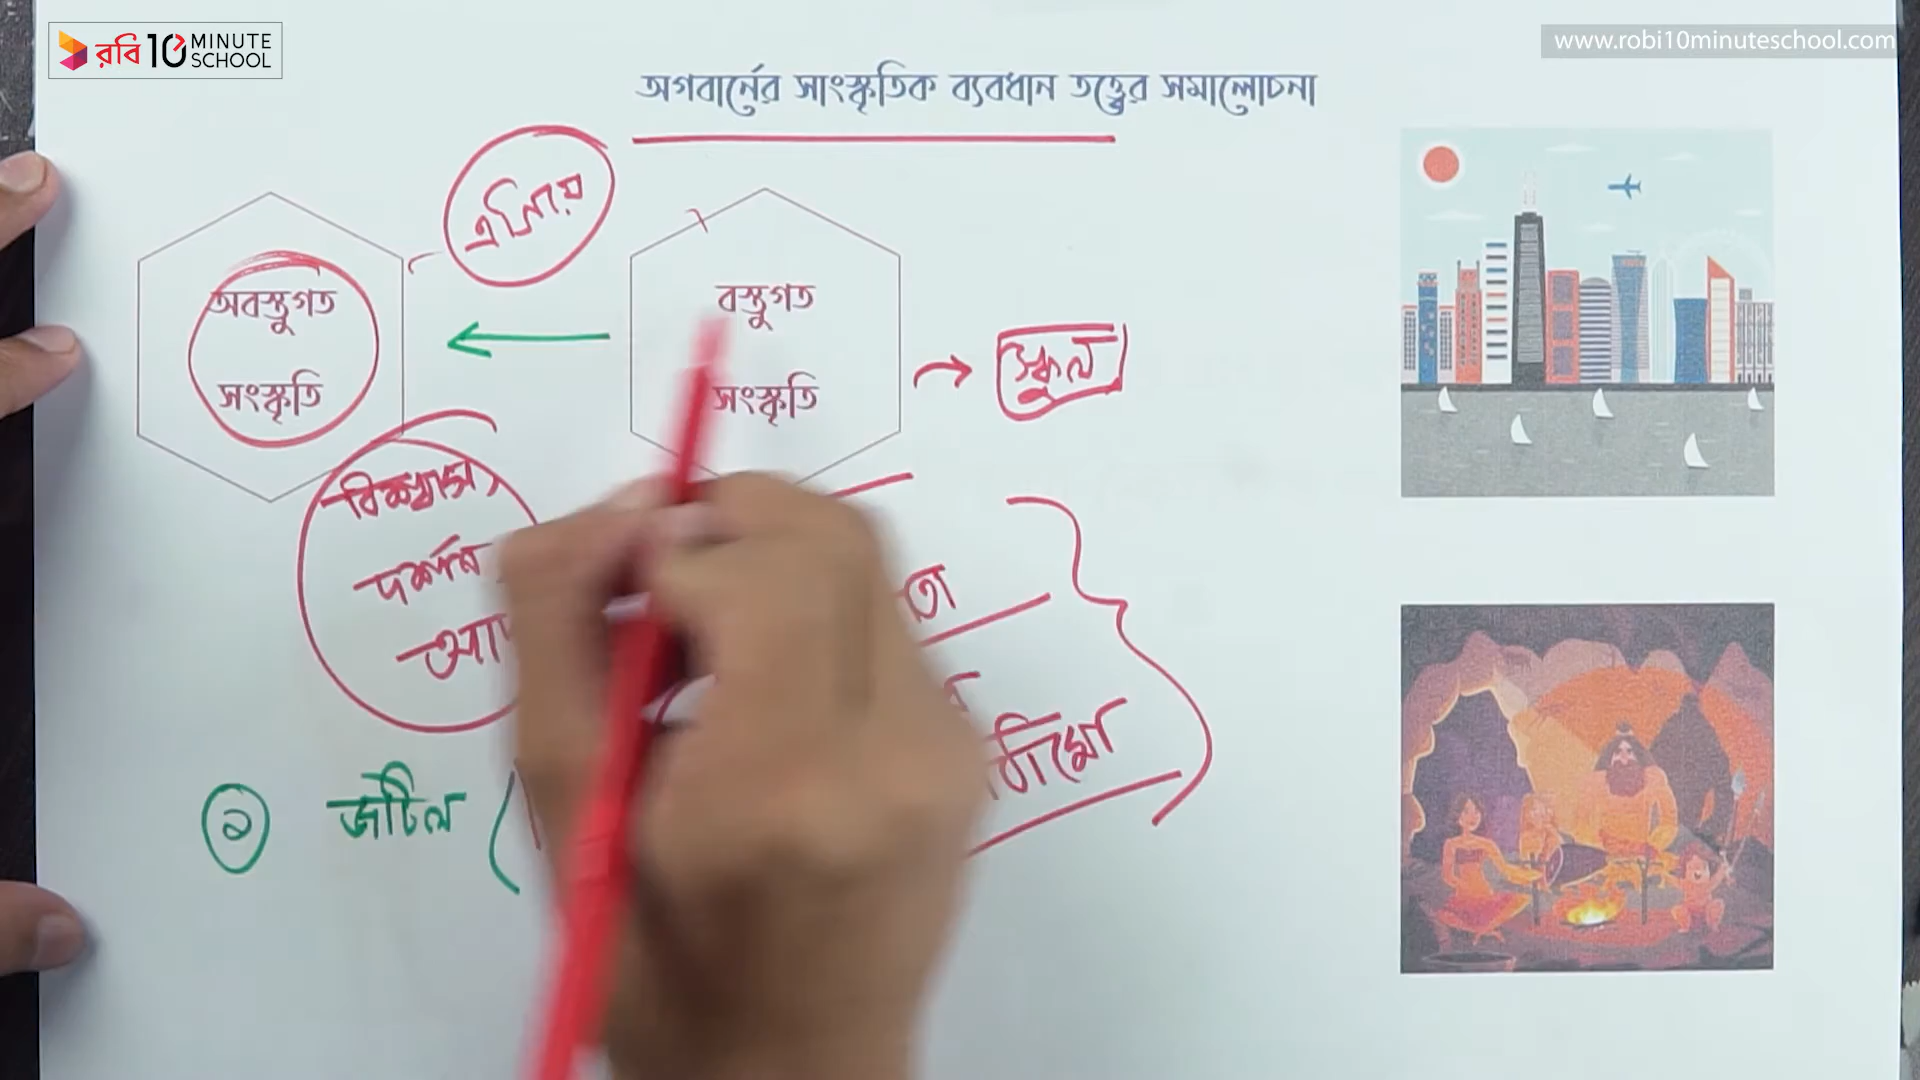 রবি 10 MINUTE SCHOOL
www.robi10minuteschool.com
অগবার্নের সাংস্কৃতিক ব্যবধান তত্ত্বের সমালোচনা
এগিয়ে
অবস্তুগত
সংস্কৃতি
বস্তুগত
সংস্কৃতি
স্কুল
বিশ্বাস,
দর্শন
২ জটিল (